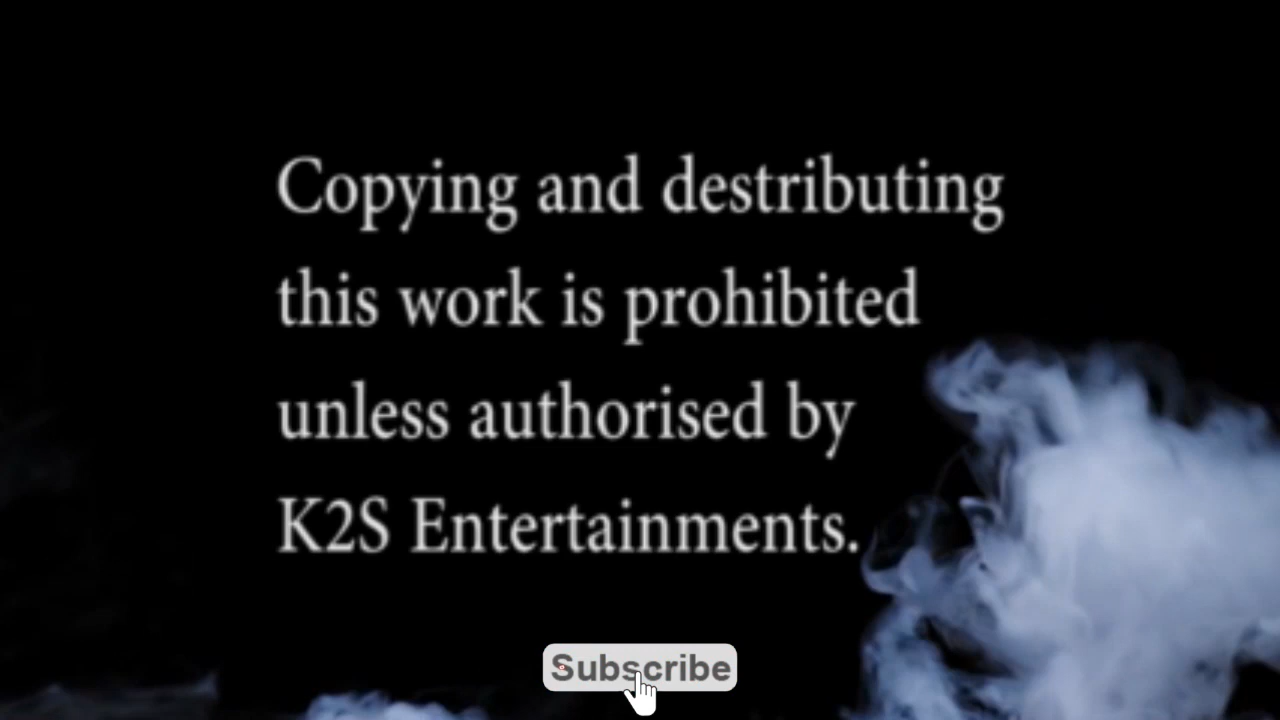 Copying and destributing
this work is prohibited
unless authorised by
K2S Entertainments.
Subscribe